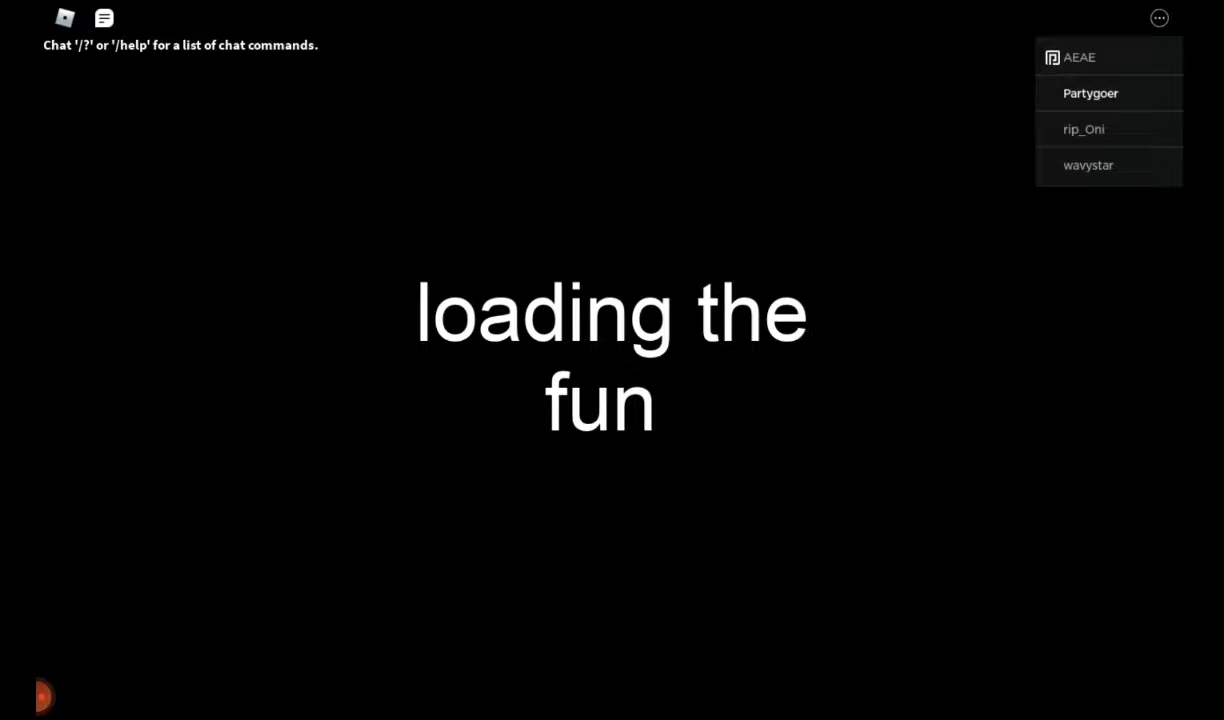 Chat '/?' or '/help' for a list of chat commands.
AEAE
Partygoer
rip_Oni
wavystar
loading the
fun